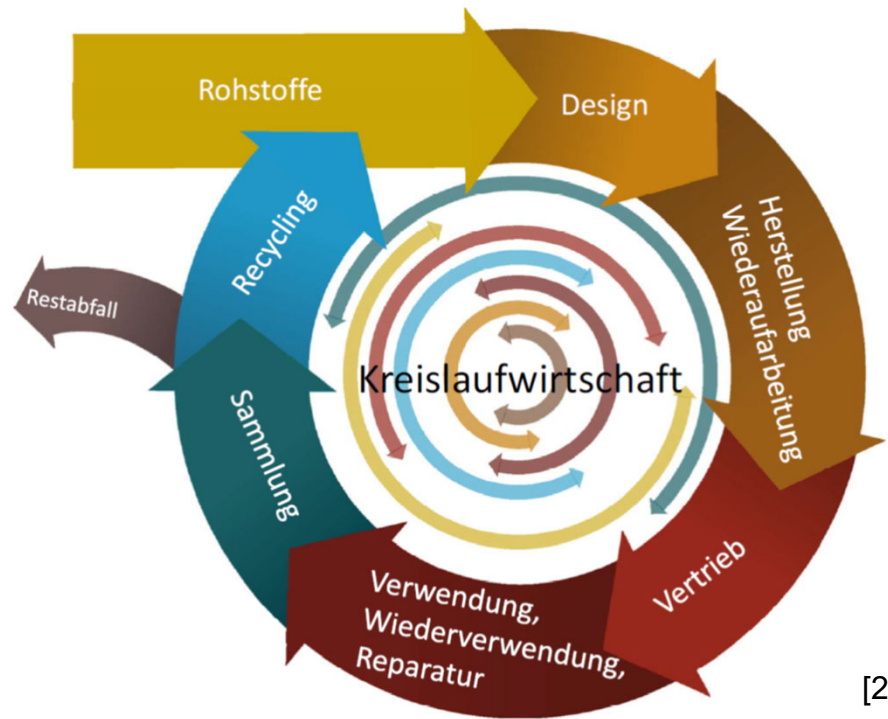 Rohstoffe
Design
Herstellung
Wiederaufarbeitung
Vertrieb
Verwendung,
Wiederverwendung,
Reparatur
Sammlung
Recycling
Restabfall
Kreislaufwirtschaft
[2